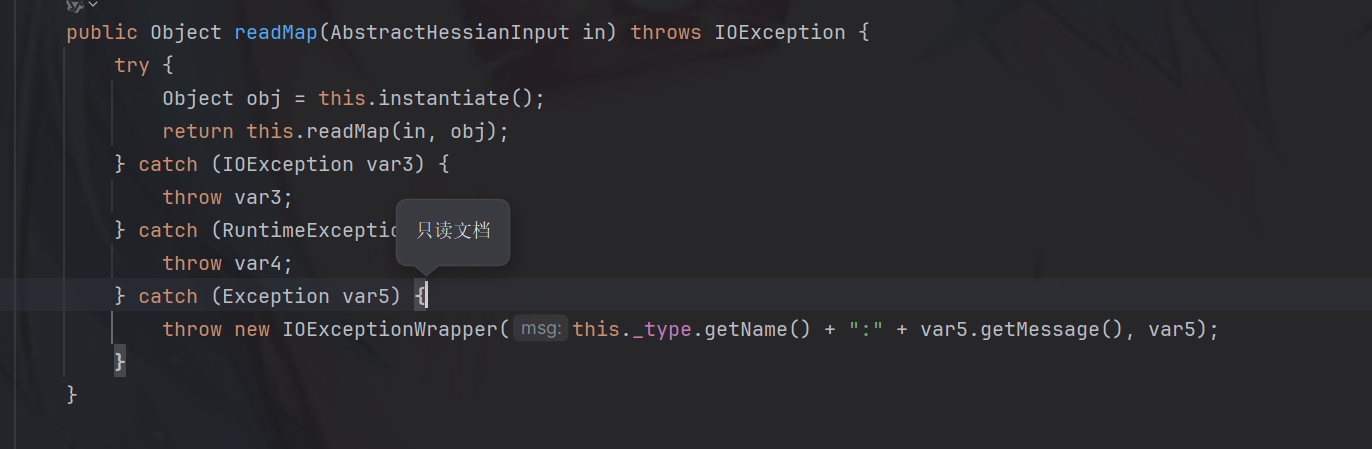 public Object readMap(AbstractHessianInput in) throws IOException {
try {
Object obj = this.instantiate();
return this.readMap(in, obj);
} catch (IOException var3) {
throw var3;
} catch (RuntimeExceptio
只读文档
throw var4;
} catch (Exception var5) {
throw new IOExceptionWrapper( msg: this._type.getName() + ":" + var5.getMessage(), var5);
}
}